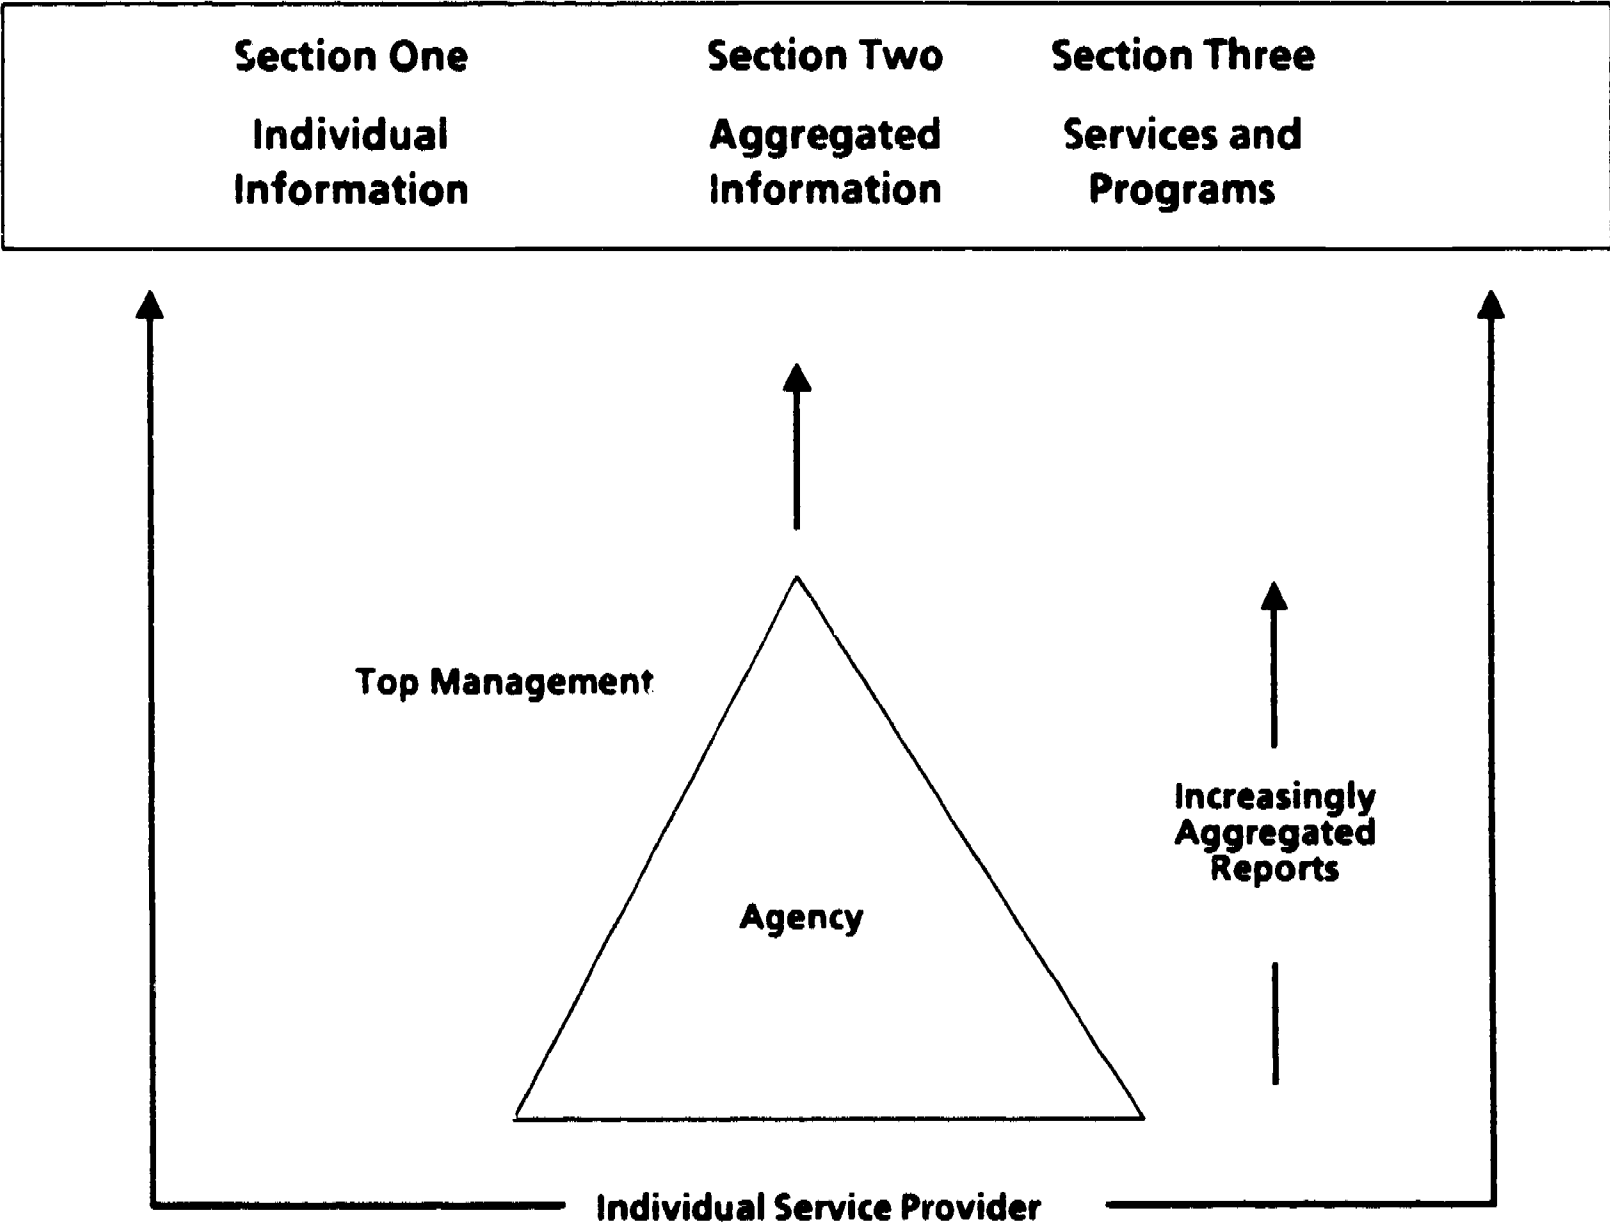 Section One Section Two Section Three
Individual Aggregated Services and
Information Information Programs
Top Management
Increasingly
Aggregated
Reports
Agency
Individual Service Provider